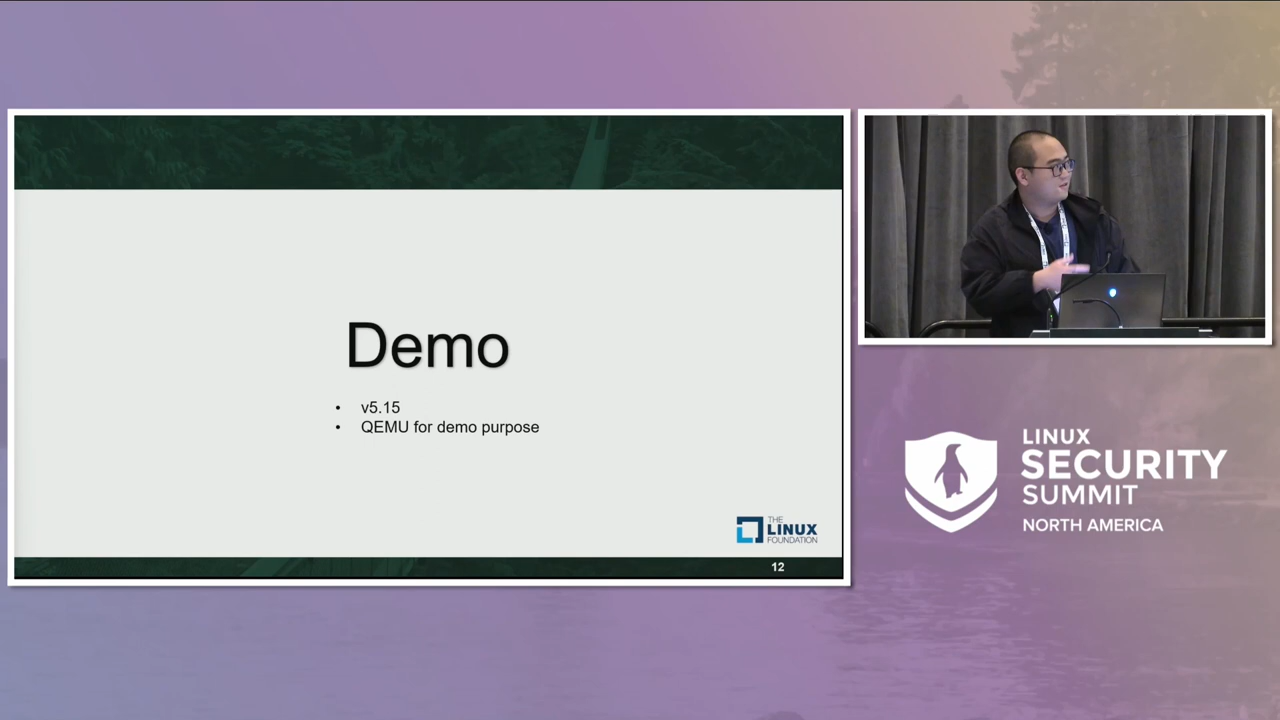 Demo
• v5.15
• QEMU for demo purpose
THE
LINUX
FOUNDATION
12
LINUX
SECURITY
SUMMIT
NORTH AMERICA